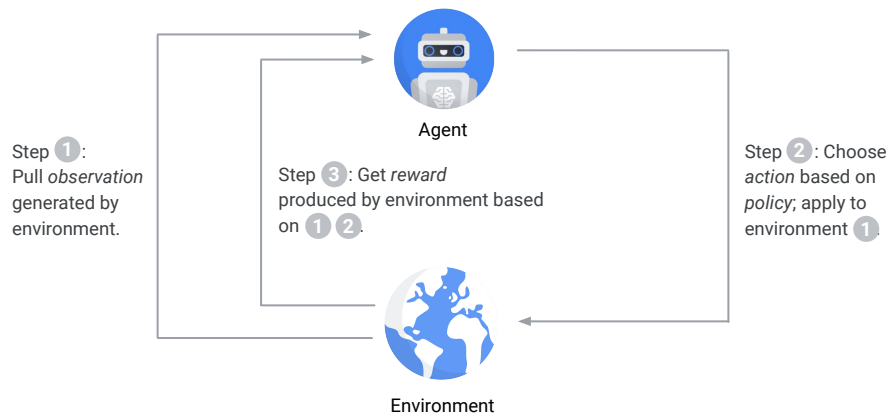 Agent
Step 1:
Pull observation
generated by
environment.
Step 3: Get reward
produced by environment based
on 1 2.
Step 2: Choose
action based on
policy; apply to
environment 1.
Environment